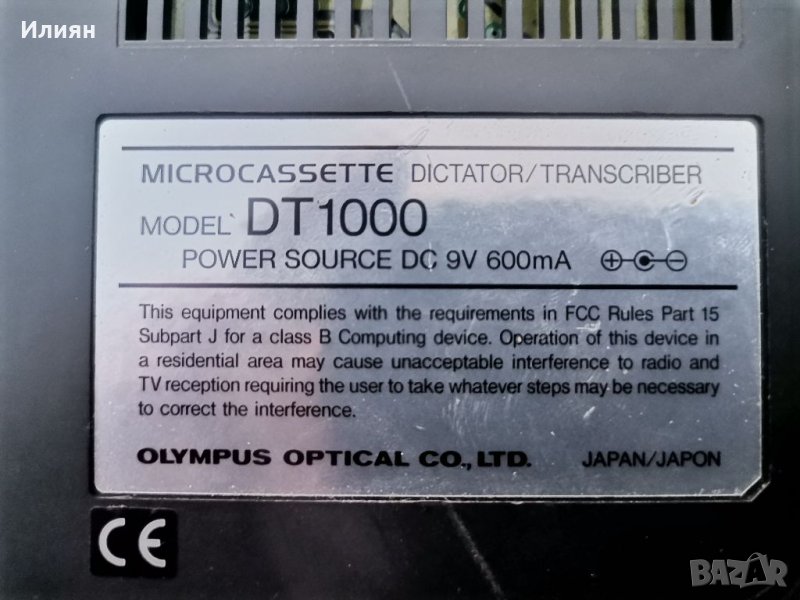 Илиян
MICROCASSETTE DICTATOR/TRANSCRIBER
MODEL DT1000
POWER SOURCE DC 9V 600mA
This equipment complies with the requirements in FCC Rules Part 15
Subpart J for a class B Computing device. Operation of this device in
a residential area may cause unacceptable interference to radio and
TV reception requiring the user to take whatever steps may be necessary
to correct the interference.
OLYMPUS OPTICAL CO., LTD. JAPAN/JAPON
CE
BAZAR